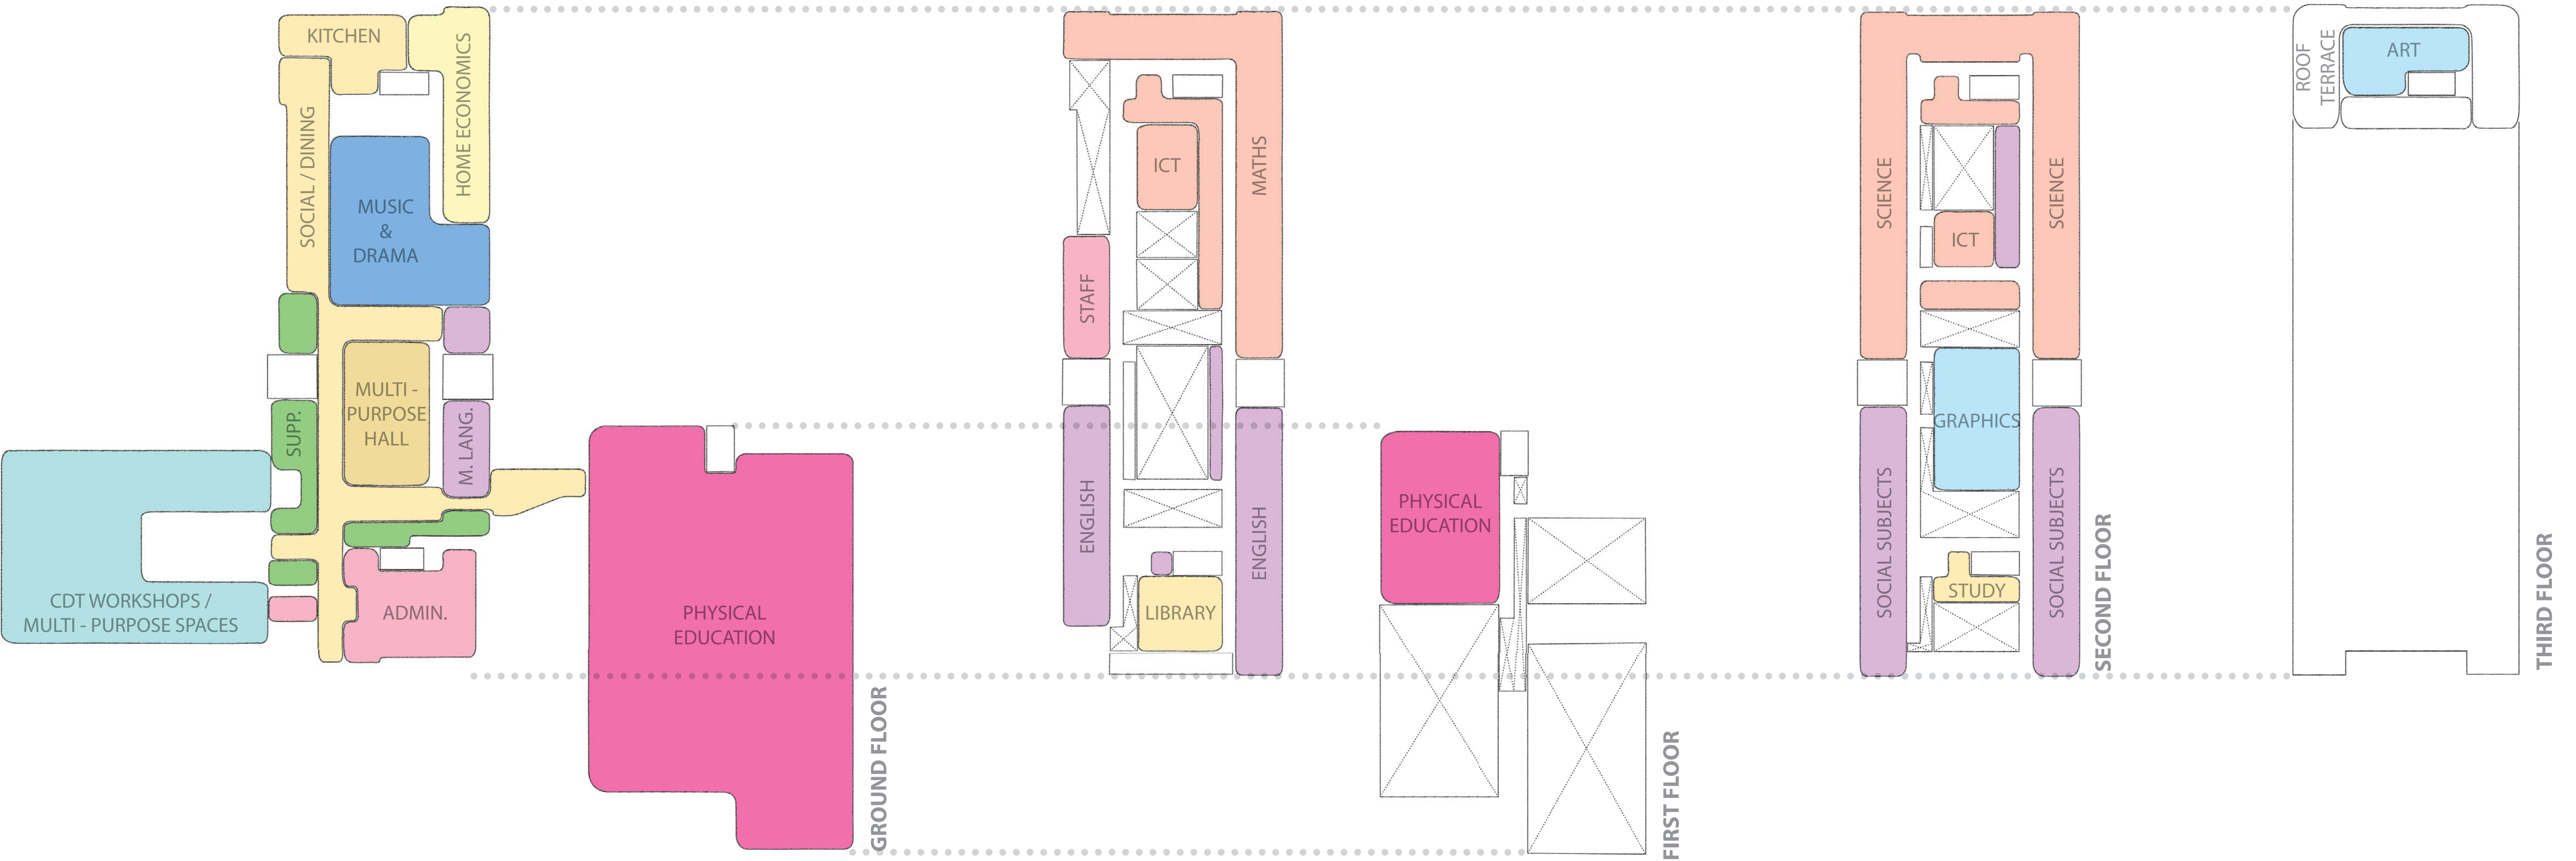 KITCHEN
HOME ECONOMICS
SOCIAL / DINING
MUSIC
&
DRAMA
MULTI -
PURPOSE
HALL
SUPP.
M. LANG.
CDT WORKSHOPS /
MULTI - PURPOSE SPACES
ADMIN.
PHYSICAL
EDUCATION
GROUND FLOOR
ICT
MATHS
STAFF
ENGLISH
ENGLISH
LIBRARY
PHYSICAL
EDUCATION
FIRST FLOOR
SCIENCE
SCIENCE
ICT
GRAPHICS
SOCIAL SUBJECTS
SOCIAL SUBJECTS
STUDY
SECOND FLOOR
ROOF
TERRACE
ART
THIRD FLOOR